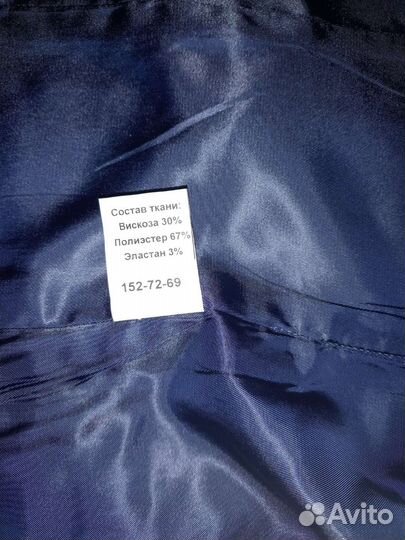 Состав ткани:
Вискоза 30%
Полиэстер 67%
Эластан 3%
152-72-69
Avito